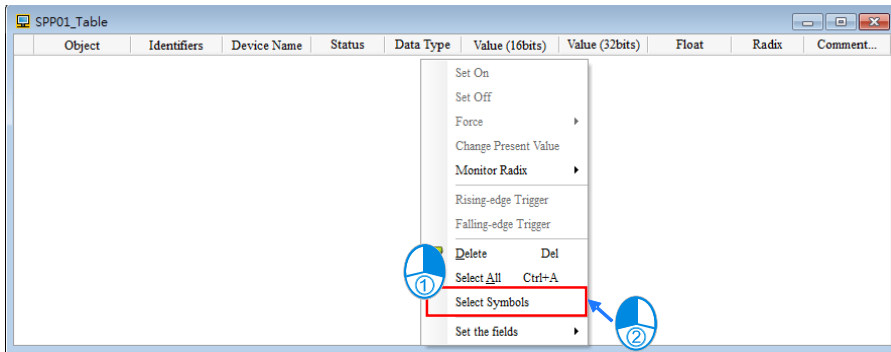 SPP01_Table
Object Identifiers Device Name Status Data Type Value (16bits) Value (32bits) Float Radix Comment...
Set On
Set Off
Force
Change Present Value
Monitor Radix
Rising-edge Trigger
Falling-edge Trigger
Delete Del
Select All Ctrl+A
①
Select Symbols
②
Set the fields